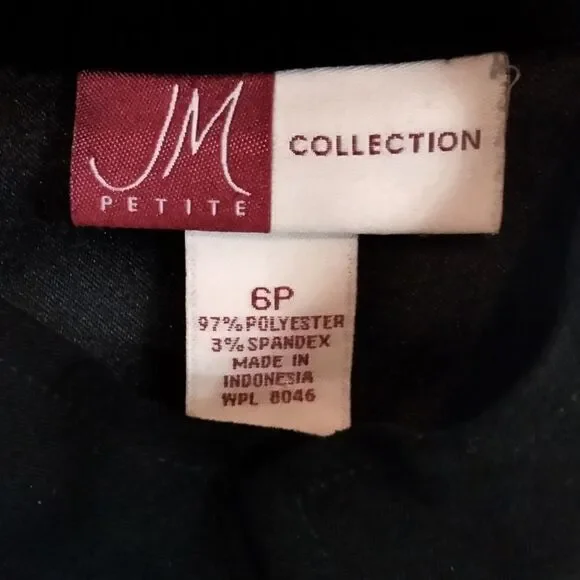 JM
PETITE
COLLECTION
6P
97% POLYESTER
3% SPANDEX
MADE IN
INDONESIA
WPL 8046